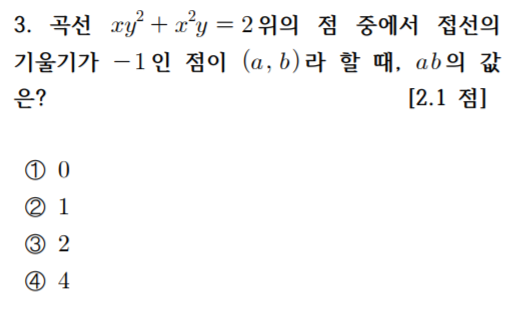 3. 곡선 xy² + x²y = 2위의 점 중에서 접선의
기울기가 −1인 점이 (a, b)라 할 때, ab의 값
은? [2.1 점]
① 0
② 1
③ 2
④ 4